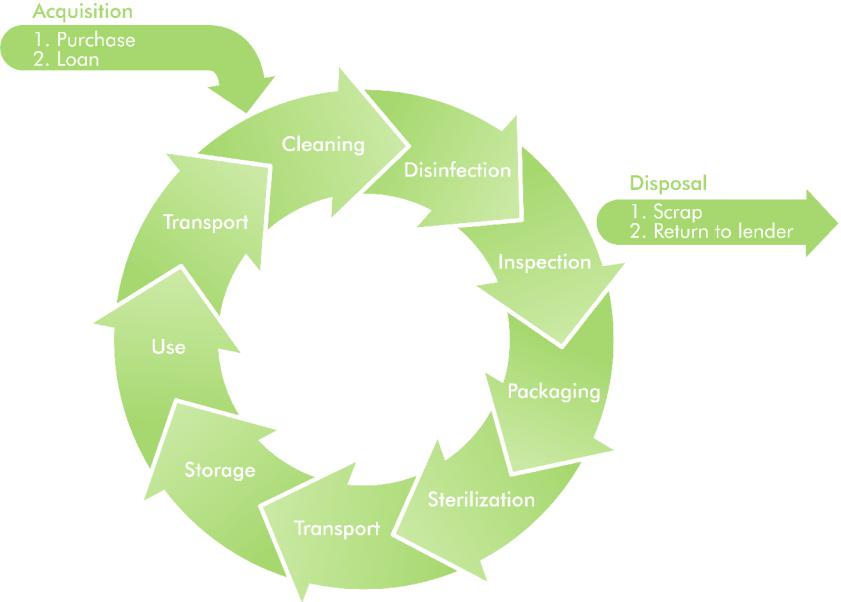 Acquisition
1. Purchase
2. Loan
Cleaning
Disinfection
Disposal
1. Scrap
2. Return to lender
Inspection
Packaging
Sterilization
Transport
Storage
Use
Transport